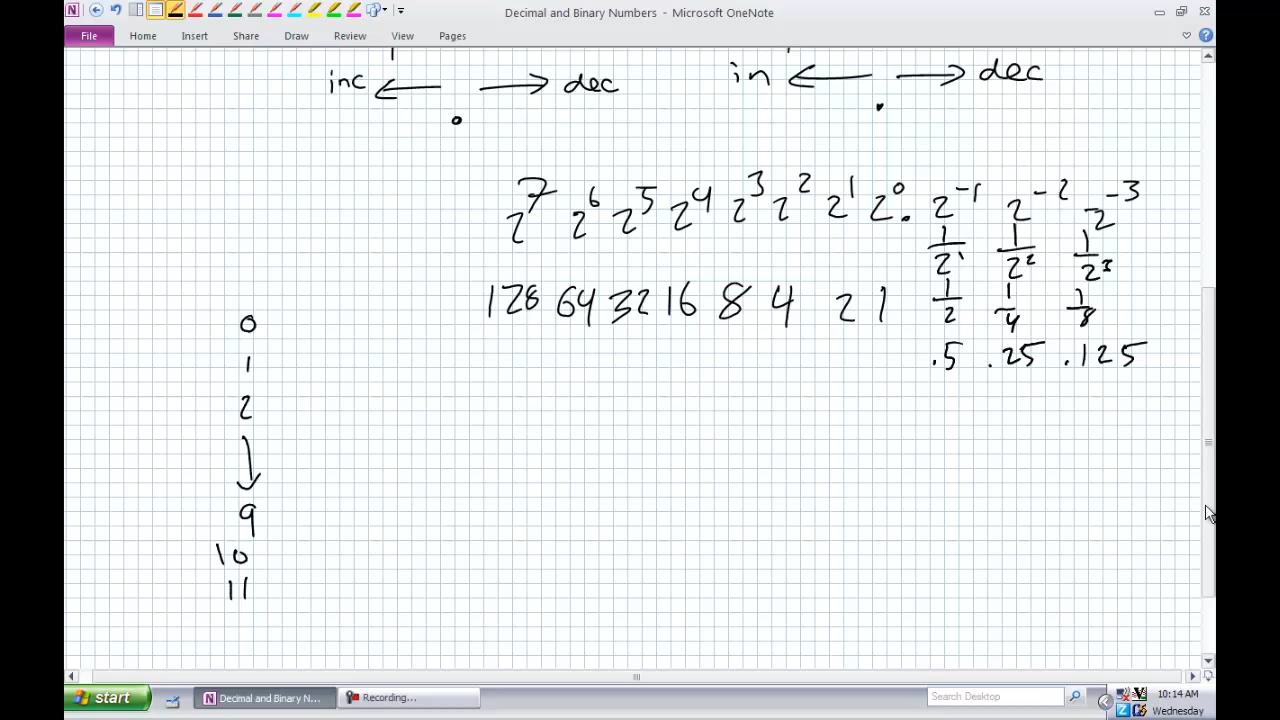 Decimal and Binary Numbers - Microsoft OneNote
File Home Insert Share Draw Review View Pages
inc ← → dec in ← → dec
. .
2^7 2^6 2^5 2^4 2^3 2^2 2^1 2^0 . 2^-1 2^-2 2^-3
1/2^1 1/2^2 1/2^3
128 64 32 16 8 4 2 1 1/2 1/4 1/8
.5 .25 .125
0
1
2
↓
9
10
11
start Decimal and Binary N... Recording... Search Desktop 10:14 AM
Wednesday